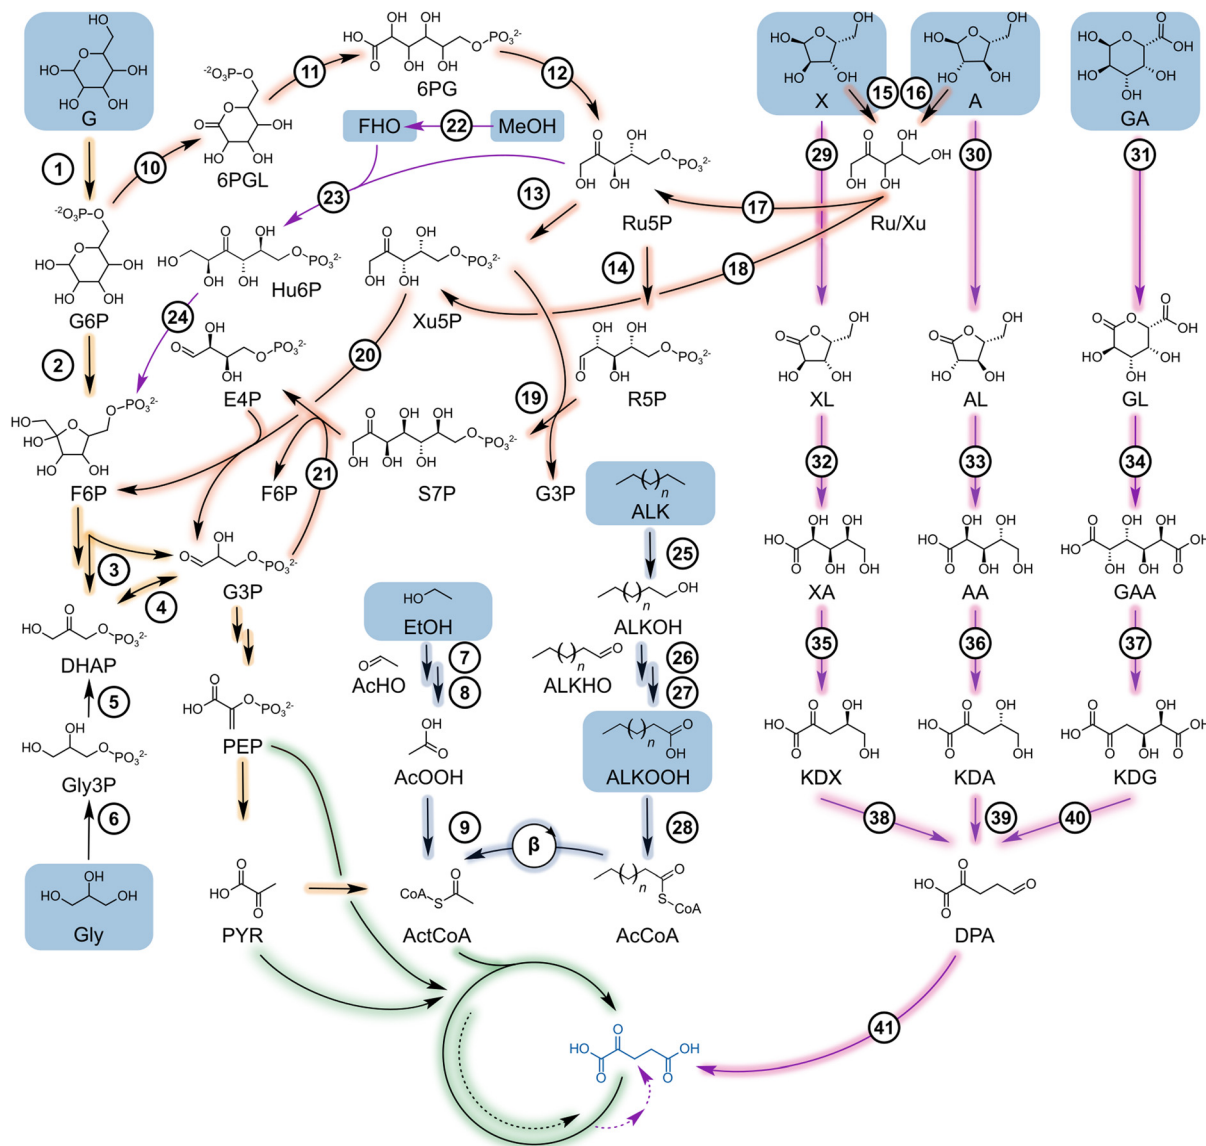 G
1
10
6PGL
11
6PG
12
FHO
22
MeOH
23
13
Ru5P
X
15
16
A
GA
29
30
31
17
Ru/Xu
18
14
G6P
Hu6P
Xu5P
24
2
20
E4P
R5P
19
XL
AL
GL
F6P
F6P
21
S7P
G3P
ALK
32
33
34
3
4
G3P
25
XA
AA
GAA
EtOH
ALKOH
DHAP
7
AcHO
8
ALKHO
26
27
35
36
37
5
PEP
AcOOH
ALKOOH
KDX
KDA
KDG
Gly3P
6
9
β
28
38
39
40
Gly
PYR
ActCoA
AcCoA
DPA
41